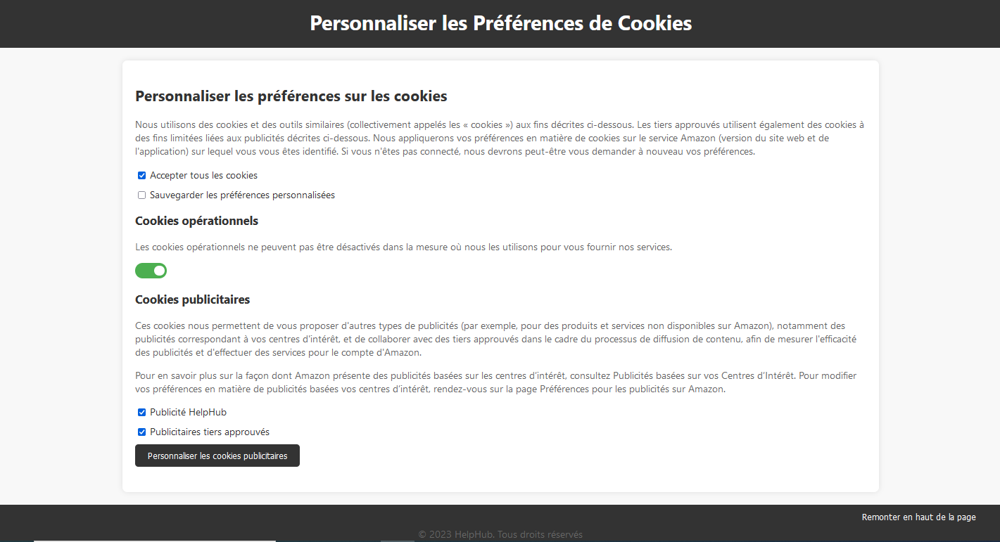 Personnaliser les Préférences de Cookies
Personnaliser les préférences sur les cookies
Nous utilisons des cookies et des outils similaires (collectivement appelés les « cookies ») aux fins décrites ci-dessous. Les tiers approuvés utilisent également des cookies à
des fins limitées liées aux publicités décrites ci-dessous. Nous appliquerons vos préférences en matière de cookies sur le service Amazon (version du site web et de
l'application) sur lequel vous vous êtes identifié. Si vous n'êtes pas connecté, nous devrons peut-être vous demander à nouveau vos préférences.
Accepter tous les cookies
Sauvegarder les préférences personnalisées
Cookies opérationnels
Les cookies opérationnels ne peuvent pas être désactivés dans la mesure où nous les utilisons pour vous fournir nos services.
Cookies publicitaires
Ces cookies nous permettent de vous proposer d'autres types de publicités (par exemple, pour des produits et services non disponibles sur Amazon), notamment des
publicités correspondant à vos centres d'intérêt, et de collaborer avec des tiers approuvés dans le cadre du processus de diffusion de contenu, afin de mesurer l'efficacité
des publicités et d'effectuer des services pour le compte d'Amazon.
Pour en savoir plus sur la façon dont Amazon présente des publicités basées sur les centres d'intérêt, consultez Publicités basées sur vos Centres d'Intérêt. Pour modifier
vos préférences en matière de publicités basées vos centres d'intérêt, rendez-vous sur la page Préférences pour les publicités sur Amazon.
Publicité HelpHub
Publicitaires tiers approuvés
Personnaliser les cookies publicitaires
Remonter en haut de la page
© 2023 HelpHub. Tous droits réservés